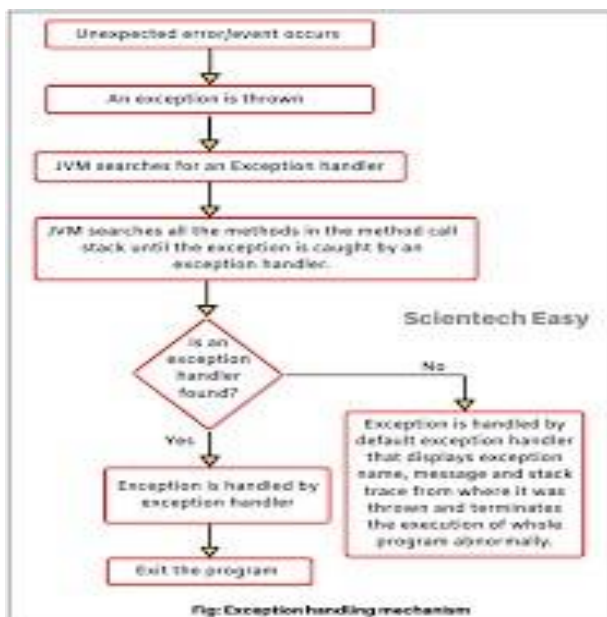 Unexpected error/event occurs
An exception is thrown
JVM searches for an Exception handler
JVM searches all the methods in the method call
stack until the exception is caught by an
exception handler.
Scientech Easy
Is an
exception
handler
found?
No
Yes
Exception is handled by
default exception handler
that displays exception
name, message and stack
trace from where it was
thrown and terminates
the execution of whole
program abnormally.
Exception is handled by
exception handler
Exit the program
Fig: Exception handling mechanism